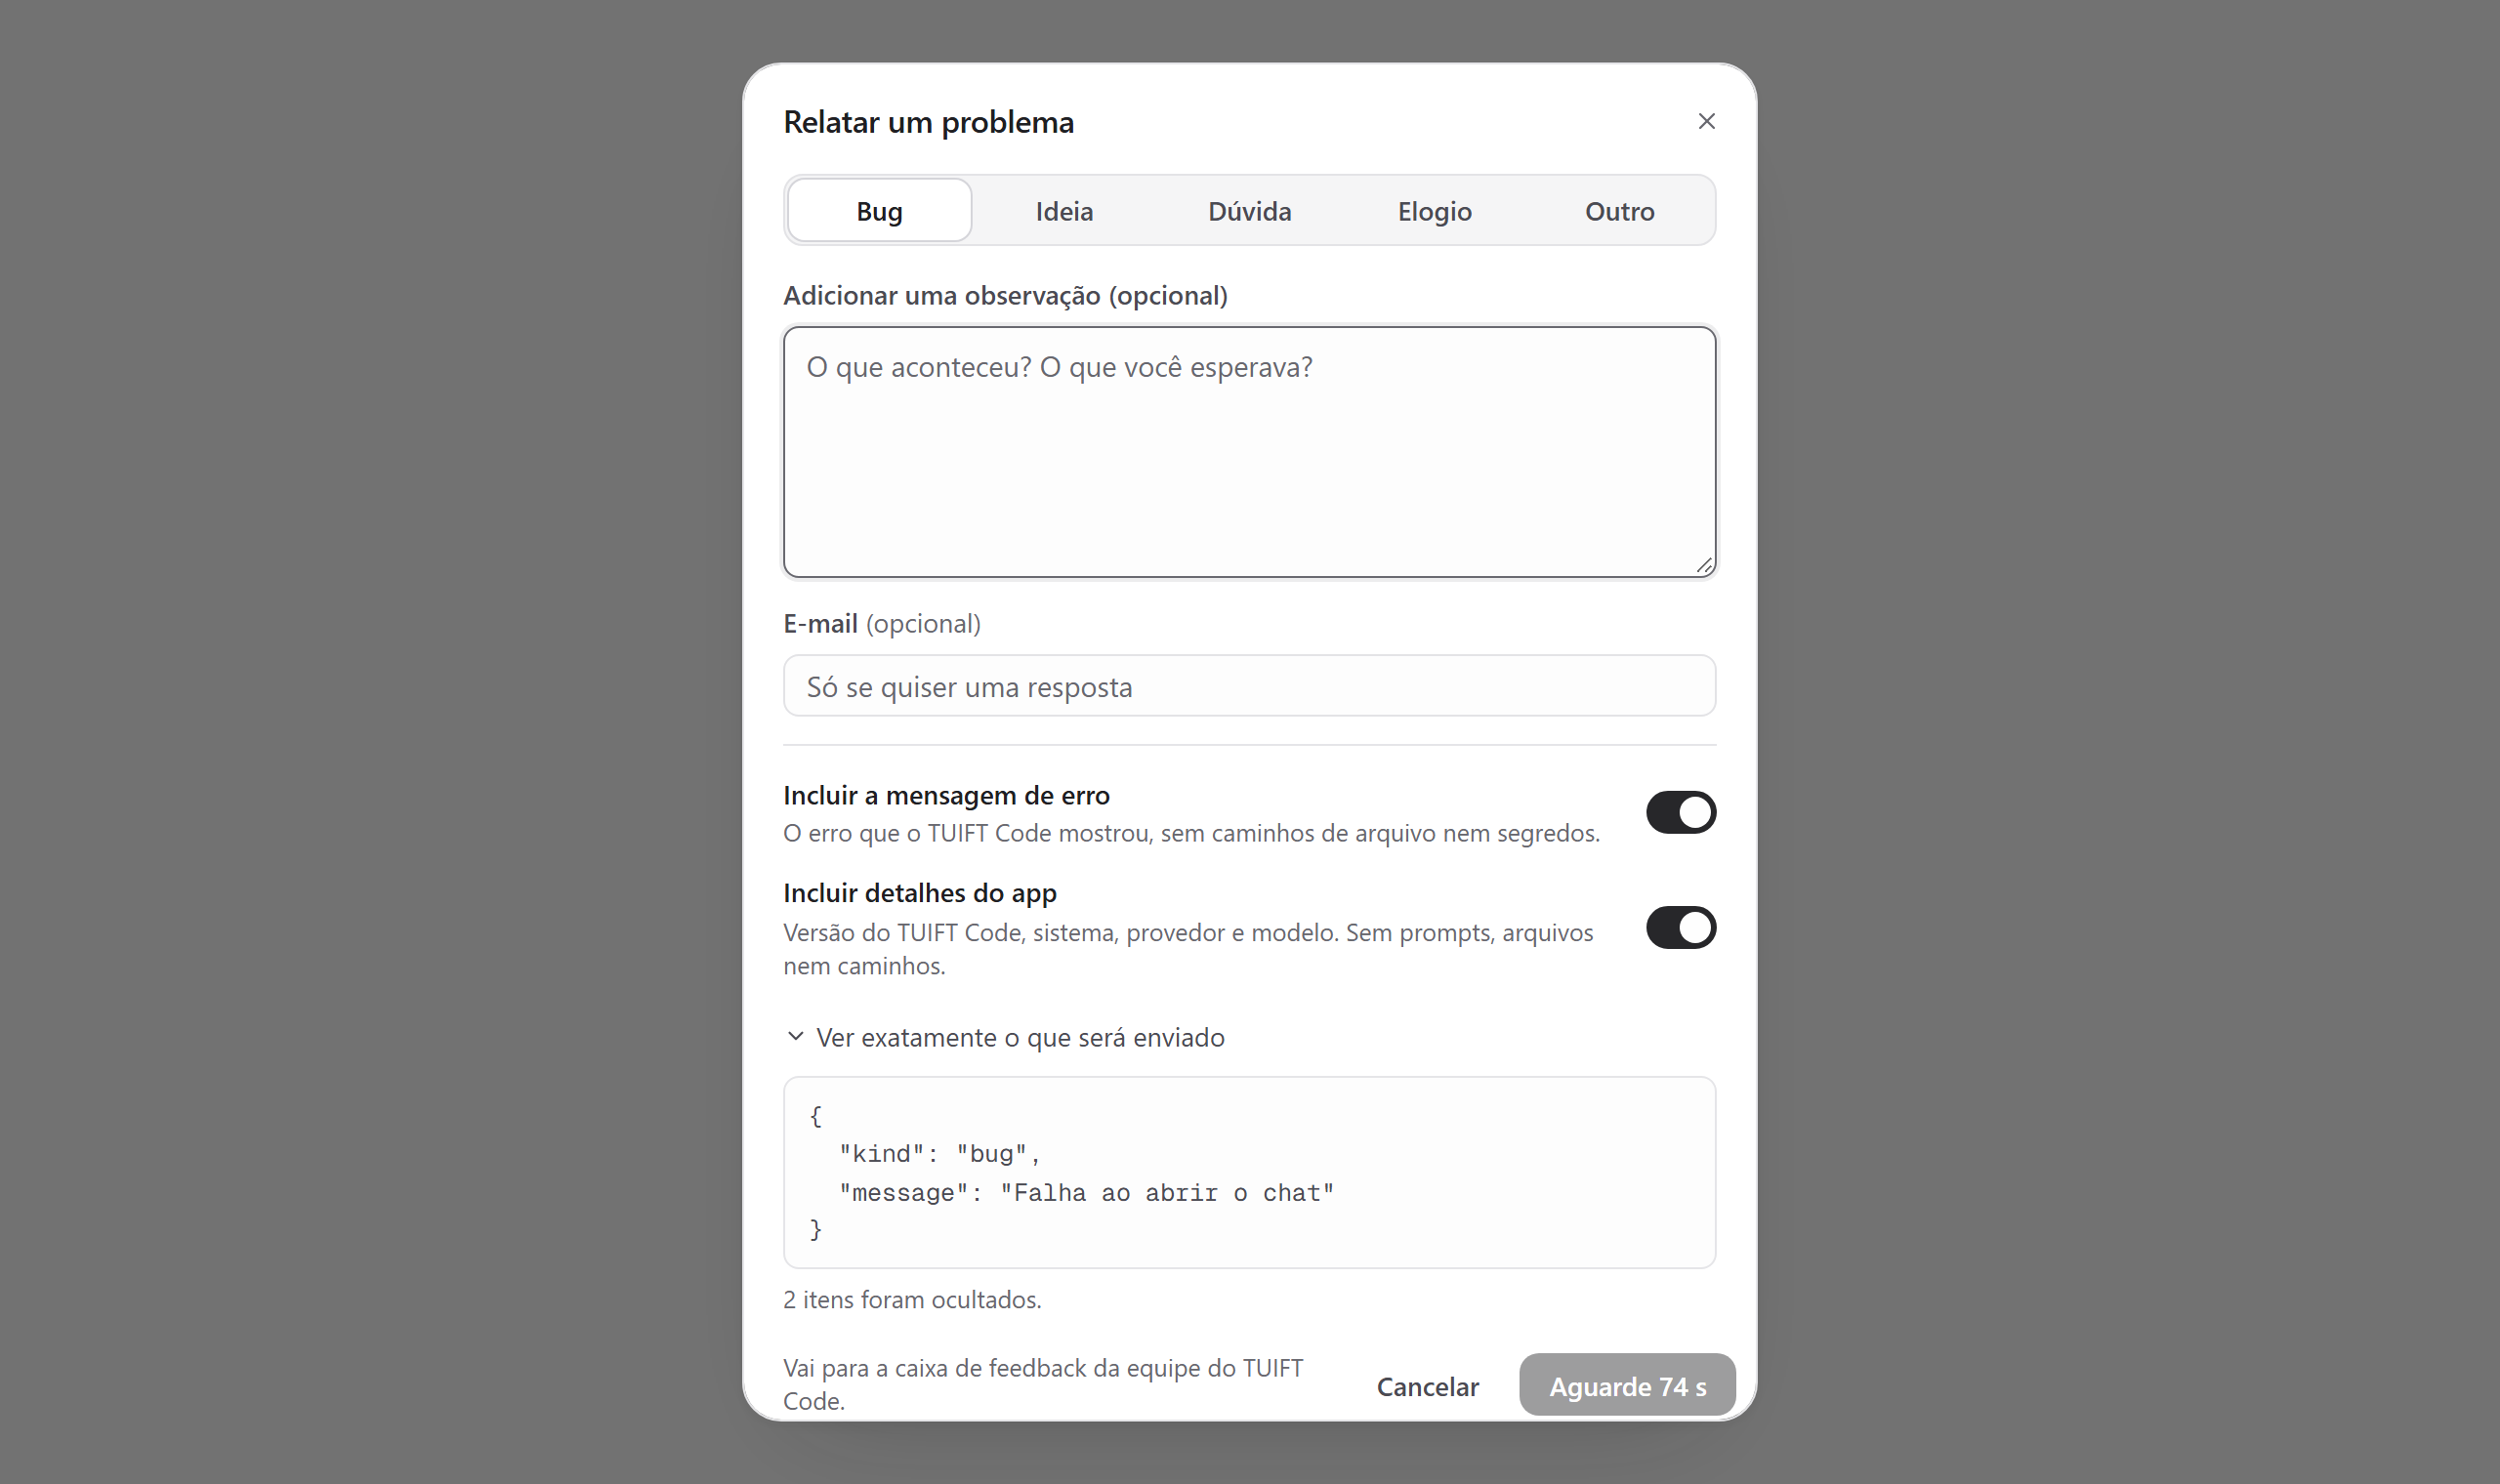 Relatar um problema
Bug
Ideia
Dúvida
Elogio
Outro
Adicionar uma observação (opcional)
O que aconteceu? O que você esperava?
E-mail (opcional)
Só se quiser uma resposta
Incluir a mensagem de erro
O erro que o TUIFT Code mostrou, sem caminhos de arquivo nem segredos.
Incluir detalhes do app
Versão do TUIFT Code, sistema, provedor e modelo. Sem prompts, arquivos
nem caminhos.
Ver exatamente o que será enviado
{
  "kind": "bug",
  "message": "Falha ao abrir o chat"
}
2 itens foram ocultados.
Vai para a caixa de feedback da equipe do TUIFT
Code.
Cancelar
Aguarde 74 s